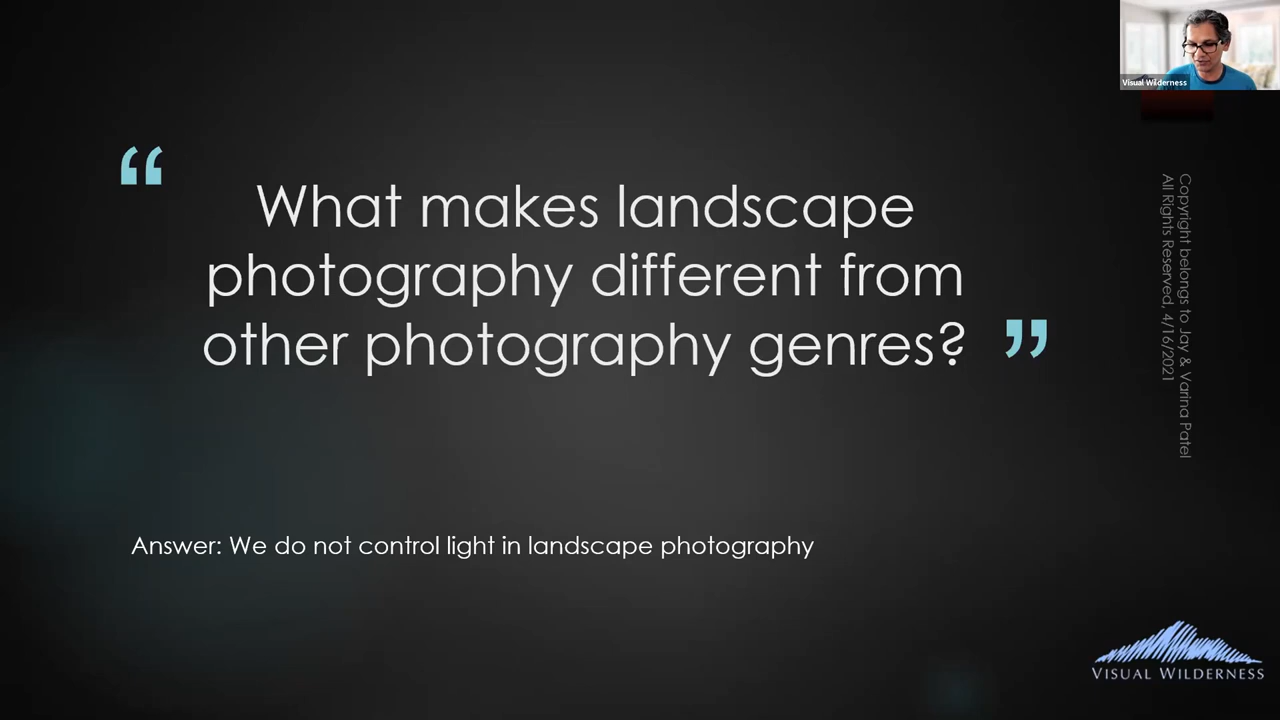 Visual Wilderness
“
What makes landscape
photography different from
other photography genres?
”
Answer: We do not control light in landscape photography
Copyright belongs to Jay & Varina Patel
All Rights Reserved, 4/16/2021
VISUAL WILDERNESS